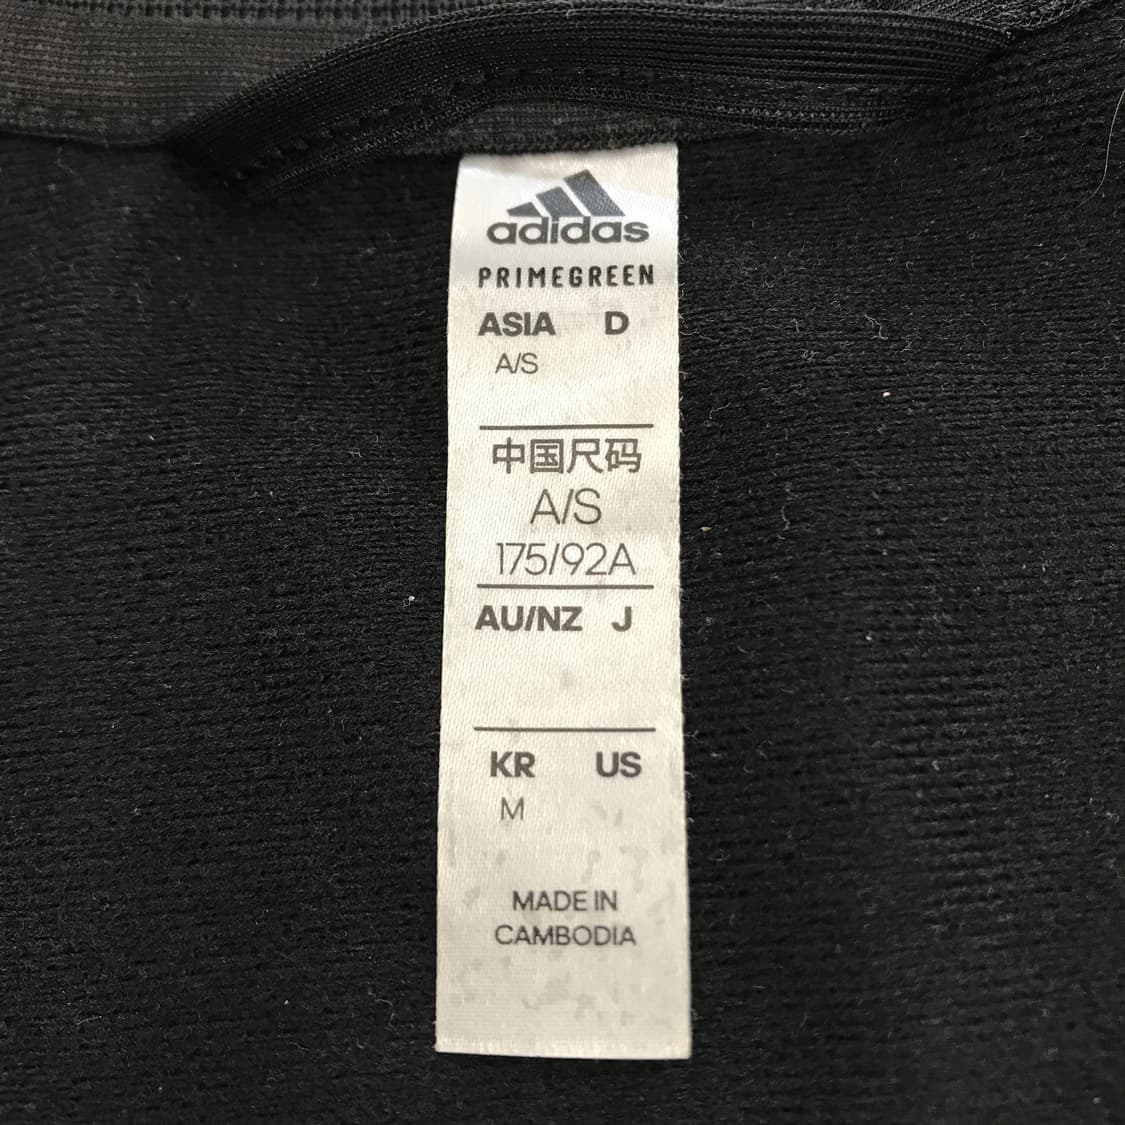 adidas
PRIMEGREEN
ASIA D
A/S
中国尺码
A/S
175/92A
AU/NZ J
KR US
M
MADE IN
CAMBODIA